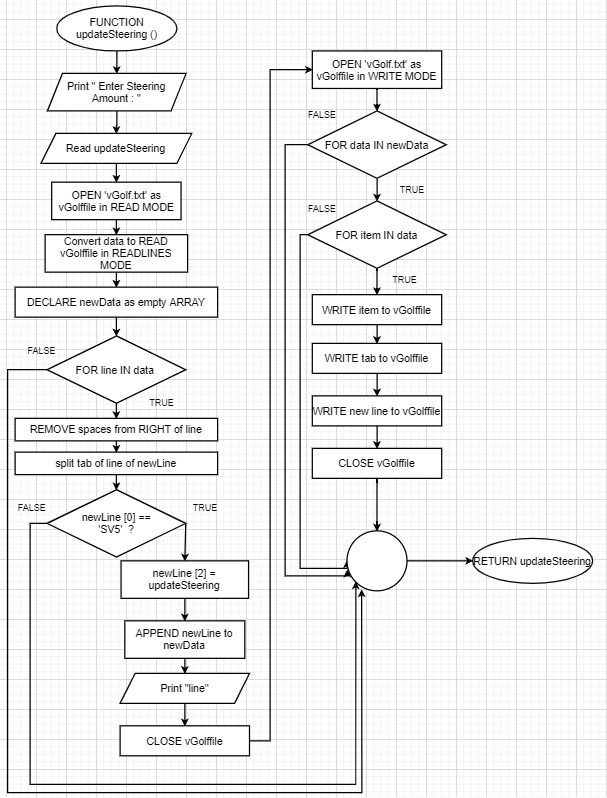 FUNCTION
updateSteering ()
Print " Enter Steering
Amount : "
Read updateSteering
OPEN 'vGolf.txt' as
vGolffile in READ MODE
Convert data to READ
vGolffile in READLINES
MODE
DECLARE newData as empty ARRAY
FALSE
FOR line IN data
TRUE
REMOVE spaces from RIGHT of line
split tab of line of newLine
FALSE
TRUE
newLine [0] ==
'SV5' ?
newLine [2] =
updateSteering
APPEND newLine to
newData
Print "line"
CLOSE vGolffile
OPEN 'vGolf.txt' as
vGolffile in WRITE MODE
FALSE
FOR data IN newData
TRUE
FALSE
FOR item IN data
TRUE
WRITE item to vGolffile
WRITE tab to vGolffile
WRITE new line to vGolffile
CLOSE vGolffile
RETURN updateSteering